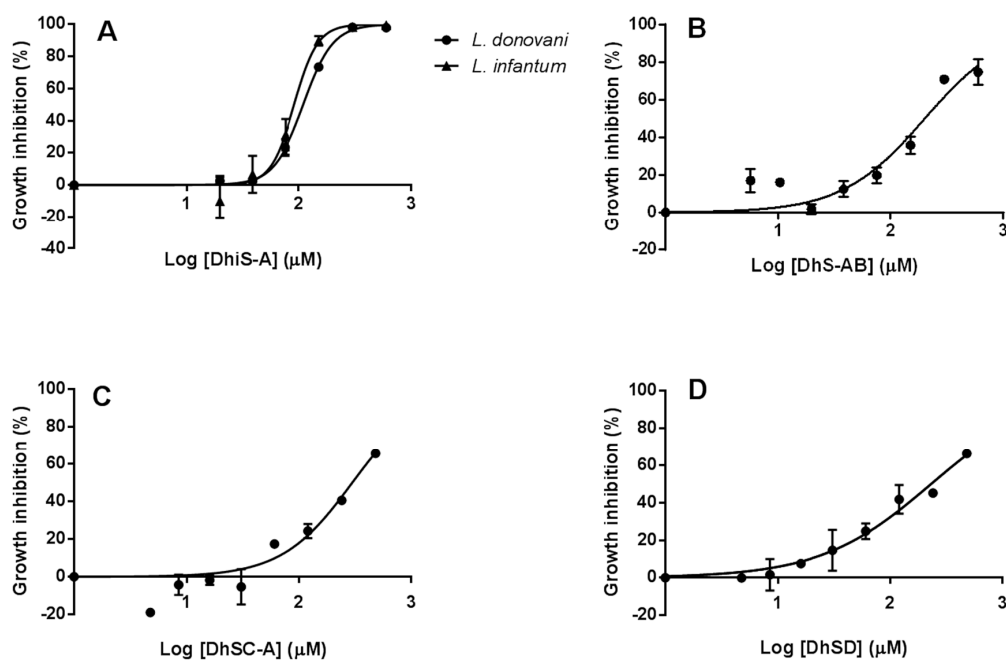 A
Growth inhibition (%)
100
80
60
40
20
0
-20
-40
1
2
3
Log [DhiS-A] (μM)
L. donovani
L. infantum
B
Growth inhibition (%)
100
80
60
40
20
0
-20
1
2
3
Log [DhS-AB] (μM)
C
Growth inhibition (%)
100
80
60
40
20
0
-20
1
2
3
Log [DhSC-A] (μM)
D
Growth inhibition (%)
100
80
60
40
20
0
-20
1
2
3
Log [DhSD] (μM)